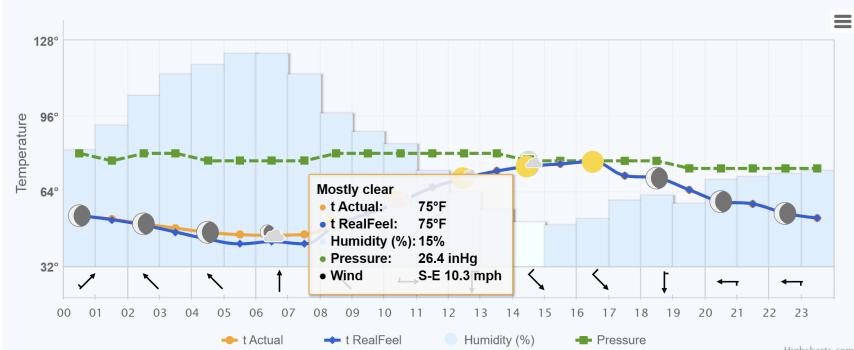 128°
96°
64°
32°
Temperature
Mostly clear
t Actual: 75°F
t RealFeel: 75°F
Humidity (%): 15%
Pressure: 26.4 inHg
Wind S-E 10.3 mph
00 01 02 03 04 05 06 07 08 09 10 11 12 13 14 15 16 17 18 19 20 21 22 23
t Actual t RealFeel Humidity (%) Pressure
Highcharts.com